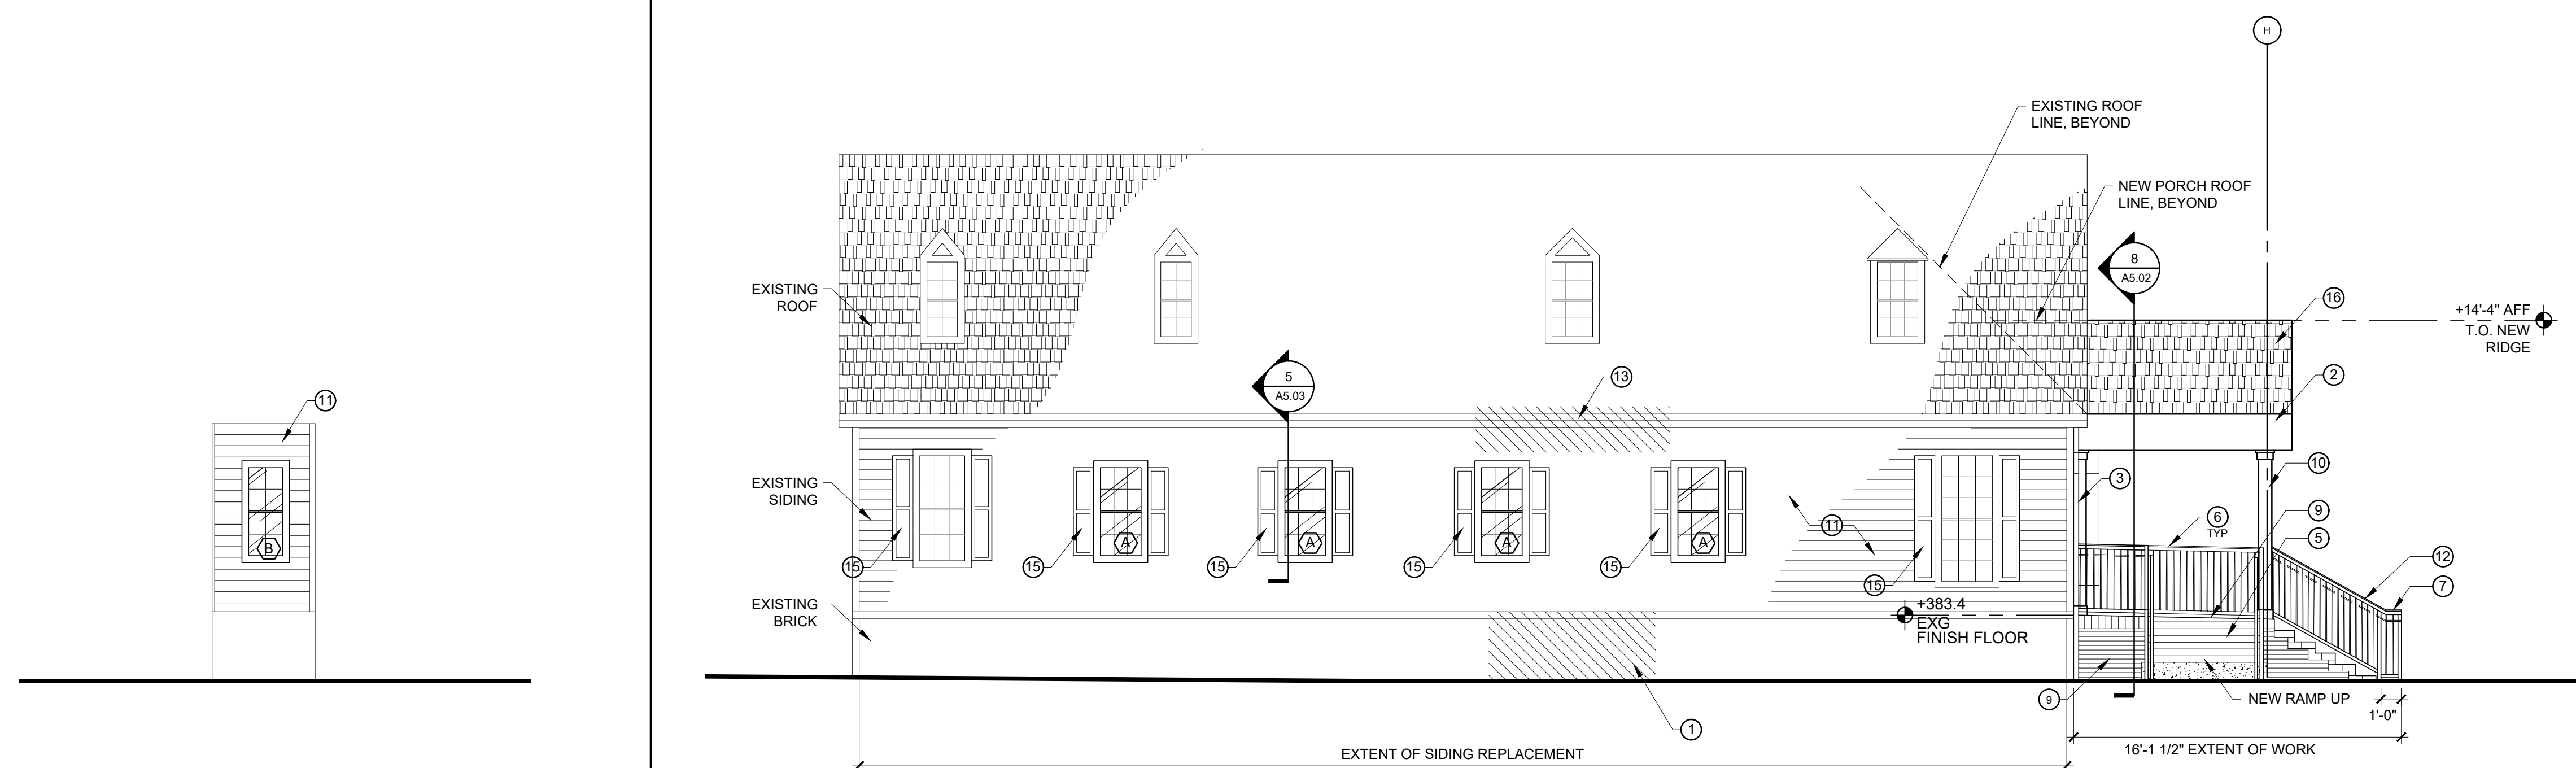 H
EXISTING ROOF
LINE, BEYOND
NEW PORCH ROOF
LINE, BEYOND
8
A5.02
16
+14'-4" AFF
T.O. NEW
RIDGE
EXISTING
ROOF
13
2
5
A5.03
11
10
3
EXISTING
SIDING
9
6
TYP
5
11
B
A
A
A
A
12
15
15
15
15
15
15
7
EXISTING
BRICK
+383.4
EXG
FINISH FLOOR
9
NEW RAMP UP
1'-0"
1
EXTENT OF SIDING REPLACEMENT
16'-1 1/2" EXTENT OF WORK